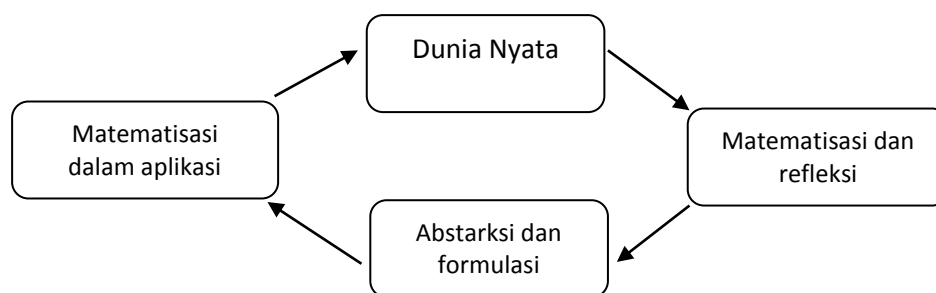 Dunia Nyata
Matematisasi
dalam aplikasi
Matematisasi dan
refleksi
Abstarksi dan
formulasi